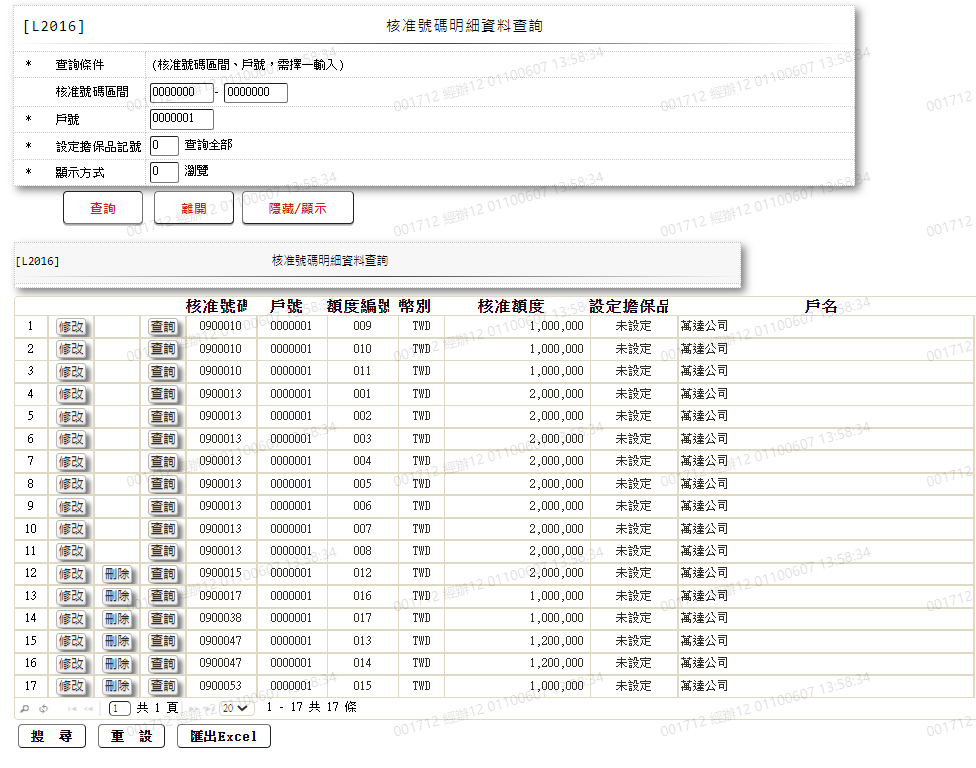 [L2016] 核准號碼明細資料查詢
* 查詢條件 (核准號碼區間、戶號，需擇一輸入)
核准號碼區間 0000000 - 0000000
* 戶號 0000001
* 設定擔保品記號 0 查詢全部
* 顯示方式 0 瀏覽
查詢 離開 隱藏/顯示
[L2016] 核准號碼明細資料查詢
核准號碼 戶號 額度編號 幣別 核准額度 設定擔保品 戶名
1 修改 查詢 0900010 0000001 009 TWD 1,000,000 未設定 萬達公司
2 修改 查詢 0900010 0000001 010 TWD 1,000,000 未設定 萬達公司
3 修改 查詢 0900010 0000001 011 TWD 1,000,000 未設定 萬達公司
4 修改 查詢 0900013 0000001 001 TWD 2,000,000 未設定 萬達公司
5 修改 查詢 0900013 0000001 002 TWD 2,000,000 未設定 萬達公司
6 修改 查詢 0900013 0000001 003 TWD 2,000,000 未設定 萬達公司
7 修改 查詢 0900013 0000001 004 TWD 2,000,000 未設定 萬達公司
8 修改 查詢 0900013 0000001 005 TWD 2,000,000 未設定 萬達公司
9 修改 查詢 0900013 0000001 006 TWD 2,000,000 未設定 萬達公司
10 修改 查詢 0900013 0000001 007 TWD 2,000,000 未設定 萬達公司
11 修改 查詢 0900013 0000001 008 TWD 2,000,000 未設定 萬達公司
12 修改 刪除 查詢 0900015 0000001 012 TWD 2,000,000 未設定 萬達公司
13 修改 刪除 查詢 0900017 0000001 016 TWD 1,000,000 未設定 萬達公司
14 修改 刪除 查詢 0900038 0000001 017 TWD 1,000,000 未設定 萬達公司
15 修改 刪除 查詢 0900047 0000001 013 TWD 1,200,000 未設定 萬達公司
16 修改 刪除 查詢 0900047 0000001 014 TWD 1,200,000 未設定 萬達公司
17 修改 刪除 查詢 0900053 0000001 015 TWD 1,000,000 未設定 萬達公司
1 共 1 頁 20 1 - 17 共 17 條
搜 尋 重 設 匯出Excel
001712 經辦12 01100607 13:58:34